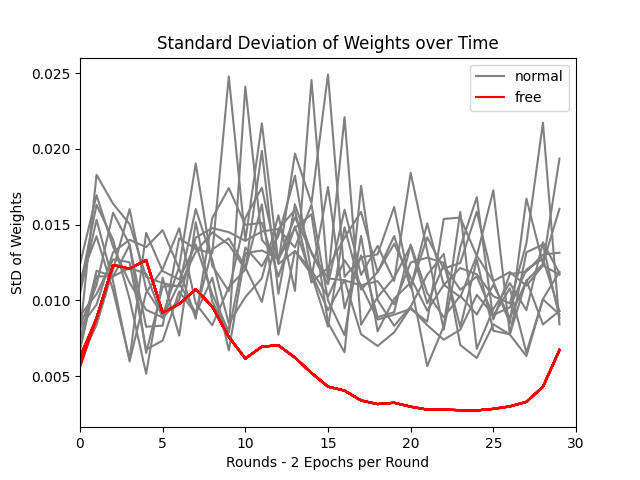 Standard Deviation of Weights over Time
0.025
0.020
0.015
0.010
0.005
StD of Weights
normal
free
0 5 10 15 20 25 30
Rounds - 2 Epochs per Round